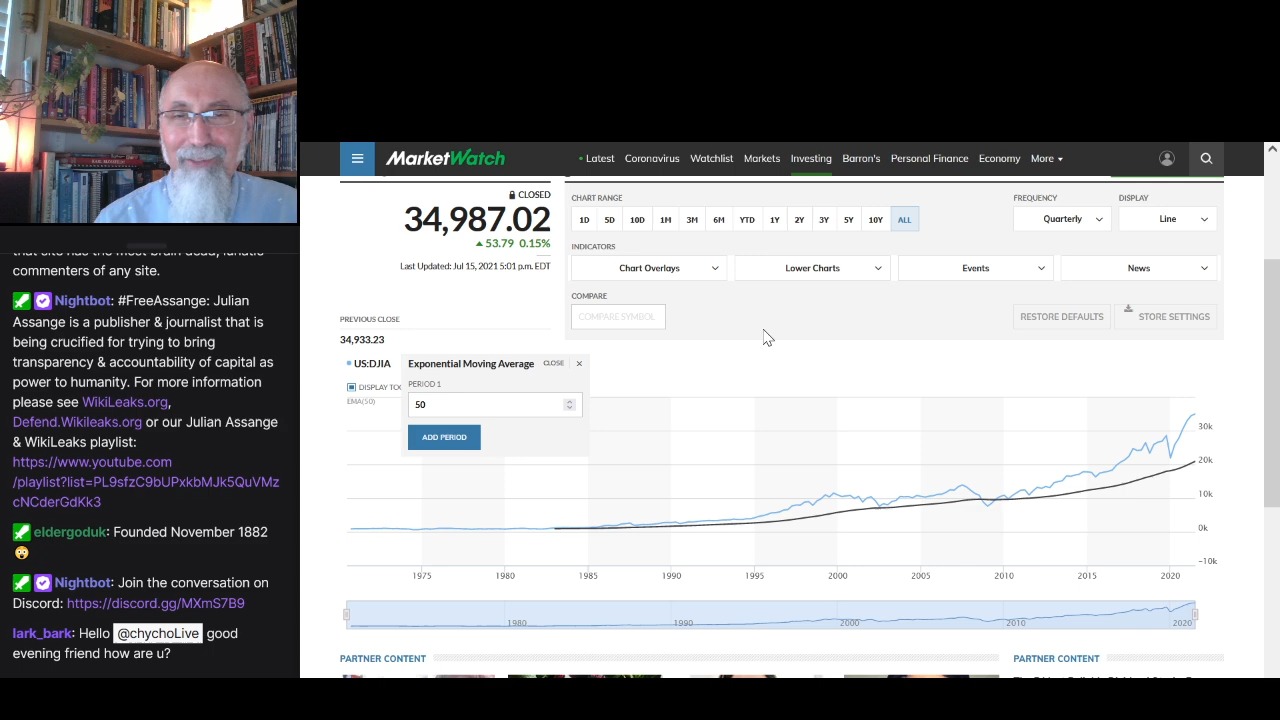 that site has the most brain dead, lunatic
commenters of any site.
Nightbot: #FreeAssange: Julian
Assange is a publisher & journalist that is
being crucified for trying to bring
transparency & accountability of capital as
power to humanity. For more information
please see WikiLeaks.org,
Defend.Wikileaks.org or our Julian Assange
& WikiLeaks playlist:
https://www.youtube.com
/playlist?list=PL9sfzC9bUPxkbMJk5QuVMz
cNCderGdKk3
eldergoduk: Founded November 1882
Nightbot: Join the conversation on
Discord: https://discord.gg/MXmS7B9
lark_bark: Hello @chychoLive good
evening friend how are u?
MarketWatch
Latest Coronavirus Watchlist Markets Investing Barron's Personal Finance Economy More
CLOSED
34,987.02
53.79 0.15%
Last Updated: Jul 15, 2021 5:01 p.m. EDT
PREVIOUS CLOSE
34,933.23
CHART RANGE
1D 5D 10D 1M 3M 6M YTD 1Y 2Y 3Y 5Y 10Y ALL
FREQUENCY
Quarterly
DISPLAY
Line
INDICATORS
Chart Overlays Lower Charts Events News
COMPARE
COMPARE SYMBOL
RESTORE DEFAULTS STORE SETTINGS
US:DJIA
DISPLAY TOO
EMA(50)
Exponential Moving Average CLOSE ×
PERIOD 1
50
ADD PERIOD
30k
20k
10k
0k
-10k
1975 1980 1985 1990 1995 2000 2005 2010 2015 2020
1980 1990 2000 2010 2020
PARTNER CONTENT
PARTNER CONTENT